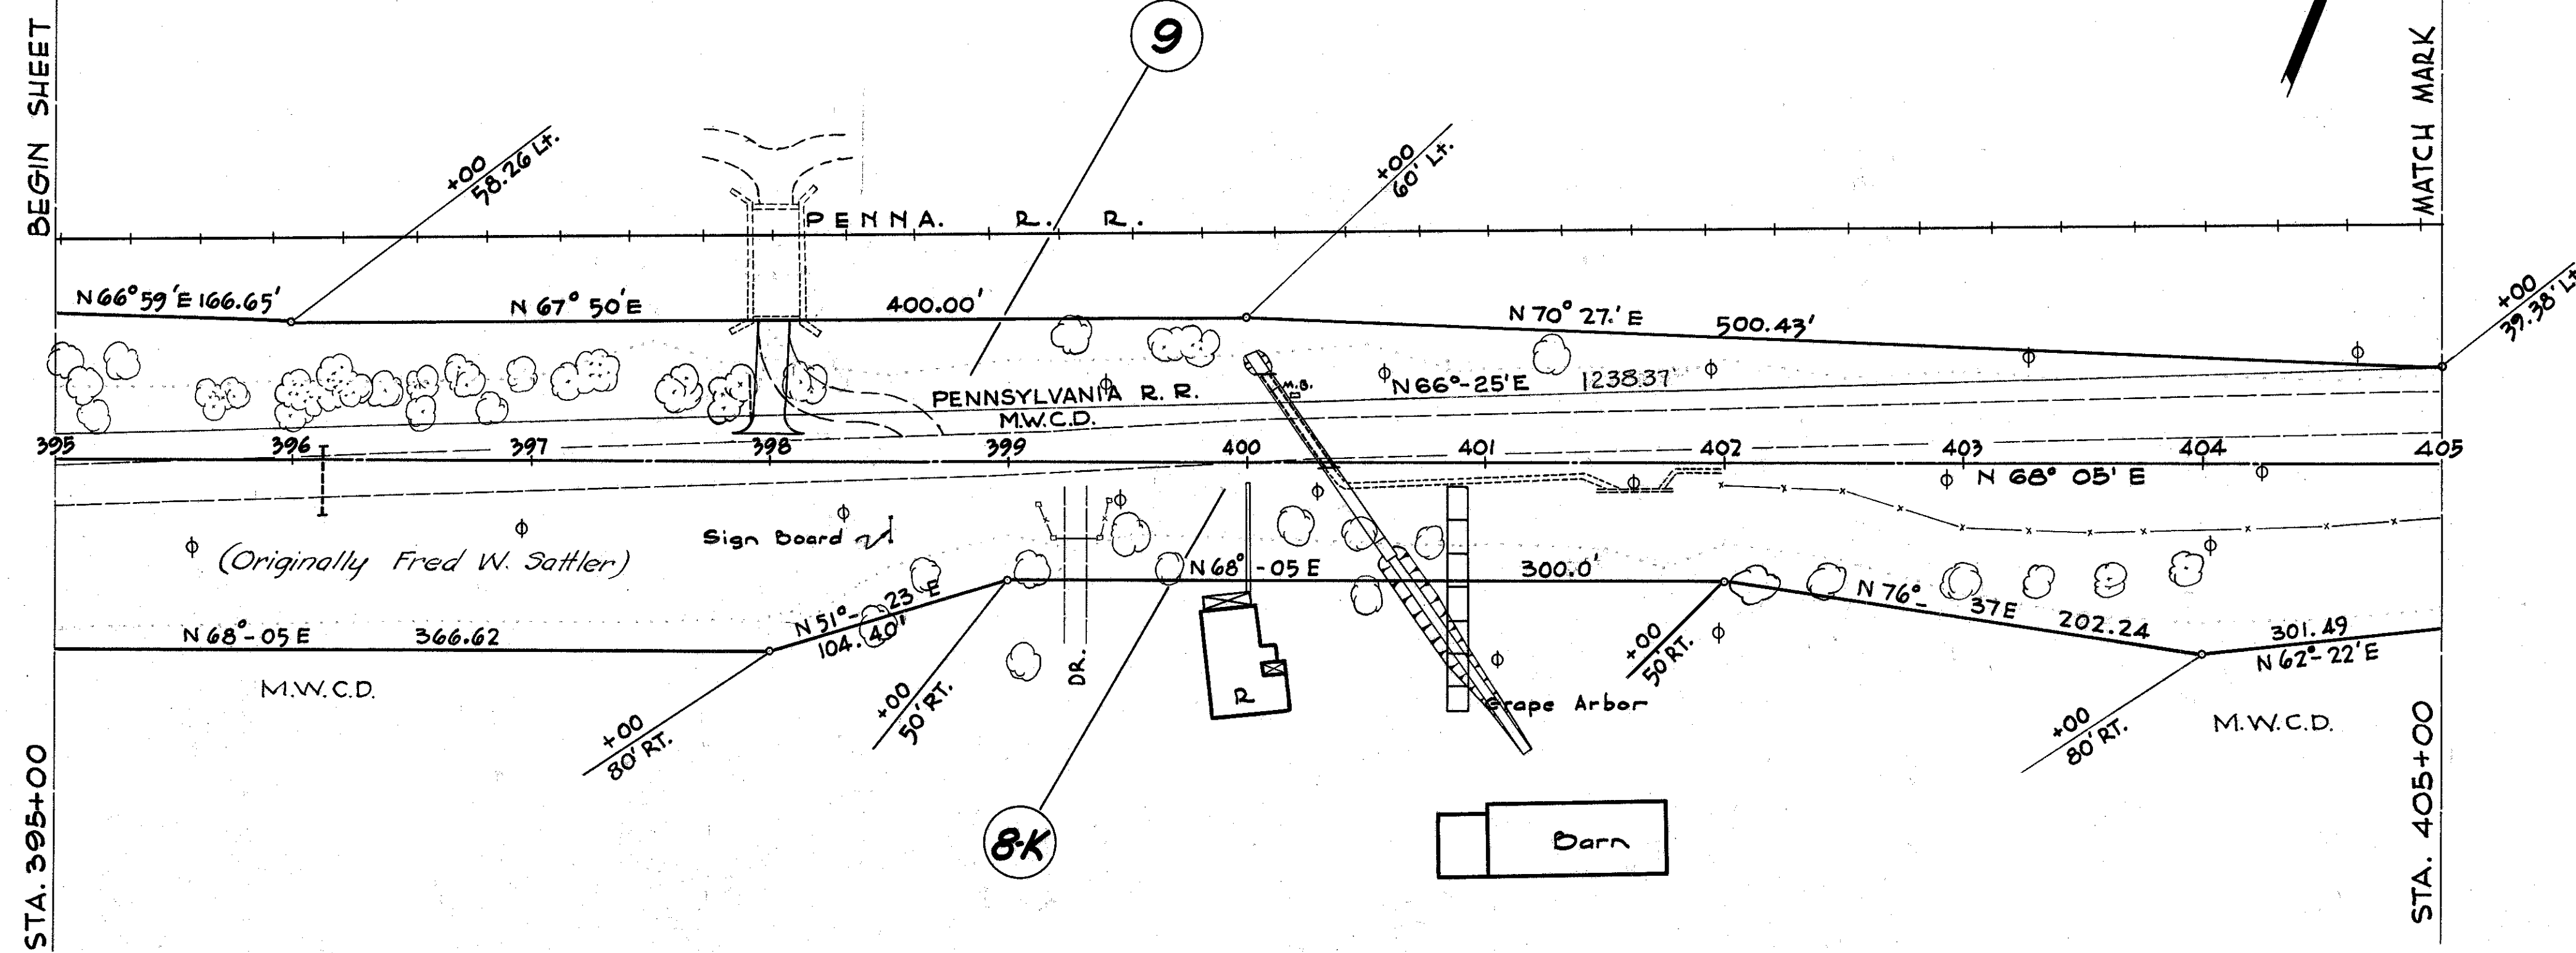 BEGIN SHEET
MATCH MARK
9
+00
58.26 Lt.
+00
60' Lt.
+00
39.38' Lt
PENNA. R. R.
N 66° 59' E 166.65'
N 67° 50' E
400.00'
N 70° 27.' E
500.43'
M.B.
N 66°-25' E
1238.37'
PENNSYLVANIA R. R.
M.W.C.D.
395
396
397
398
399
400
401
402
403
404
405
N 68° 05' E
Sign Board
(Originally Fred W. Sattler)
N 68°-05 E
366.62
N 51°- 23' E
104.40'
N 68°-05 E
300.0'
N 76°- 37 E
202.24
301.49
N 62°-22' E
M.W.C.D.
+00
80' RT.
+00
50' RT.
DR.
R
Grape Arbor
+00
50' RT.
+00
80' RT.
M.W.C.D.
8-K
Barn
STA. 395+00
STA. 405+00